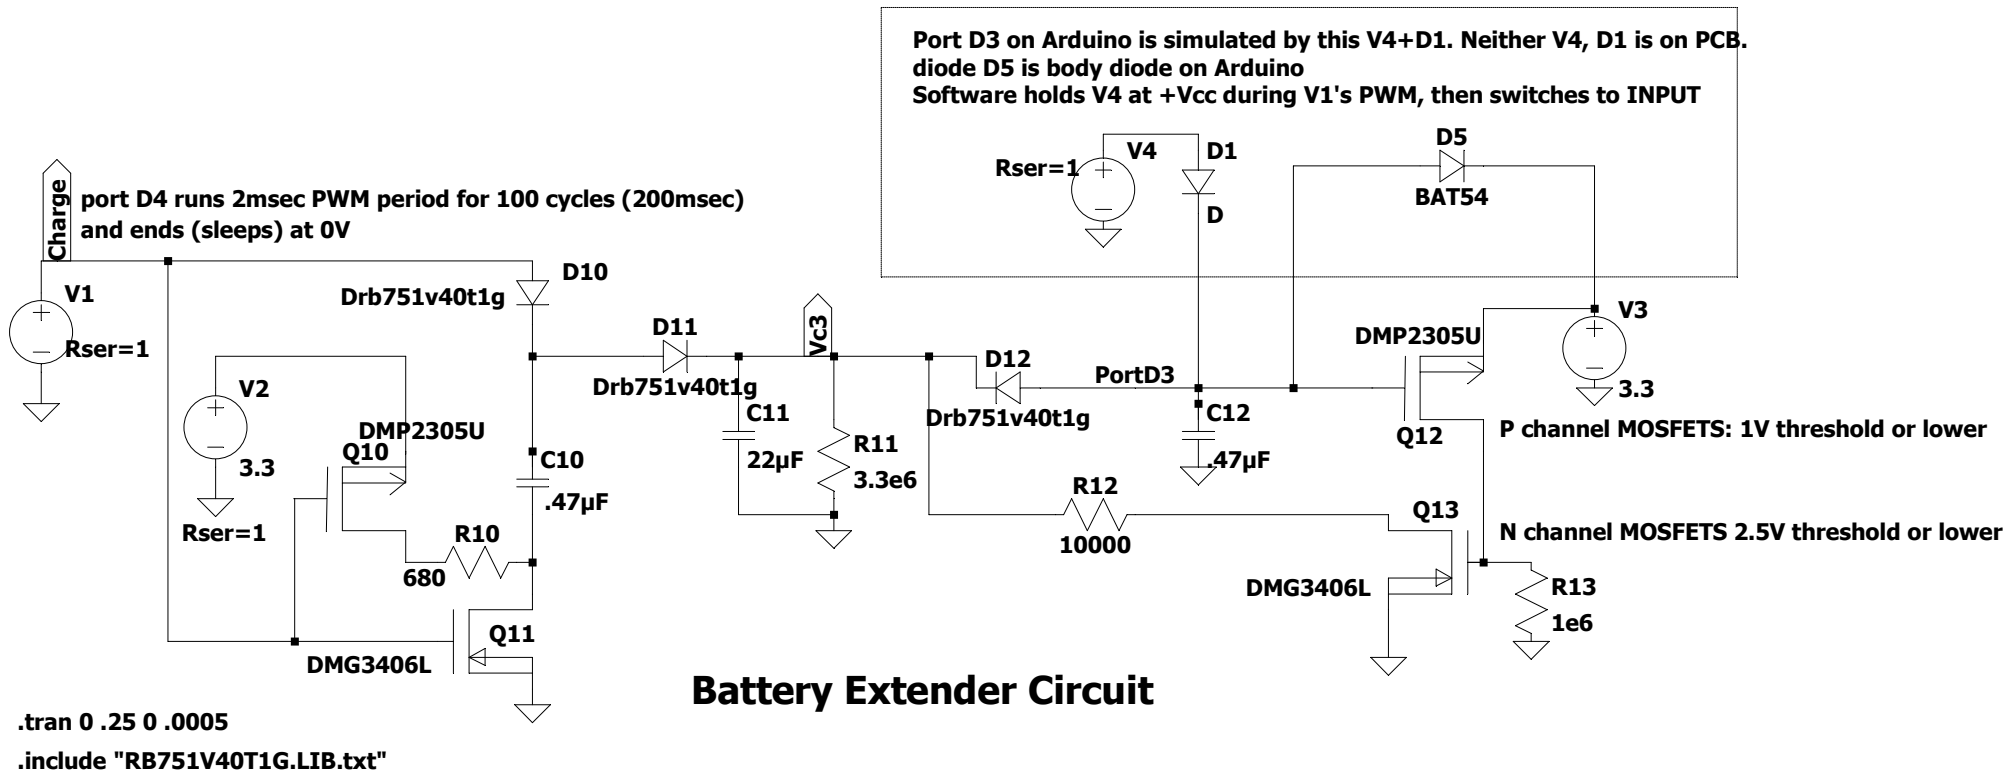 Port D3 on Arduino is simulated by this V4+D1. Neither V4, D1 is on PCB.
diode D5 is body diode on Arduino
Software holds V4 at +Vcc during V1's PWM, then switches to INPUT
D5
V4
D1
Rser=1
BAT54
D
Charge
port D4 runs 2msec PWM period for 100 cycles (200msec)
and ends (sleeps) at 0V
D10
V1
Drb751v40t1g
Rser=1
D11
Vc3
V3
DMP2305U
D12
PortD3
V2
Drb751v40t1g
3.3
C11
Drb751v40t1g
C12
DMP2305U
Q12
P channel MOSFETS: 1V threshold or lower
Q10
R11
C10
22µF
.47µF
3.3
3.3e6
R12
.47µF
Q13
Rser=1
R10
N channel MOSFETS 2.5V threshold or lower
10000
680
DMG3406L
R13
1e6
Q11
DMG3406L
Battery Extender Circuit
.tran 0 .25 0 .0005
.include "RB751V40T1G.LIB.txt"